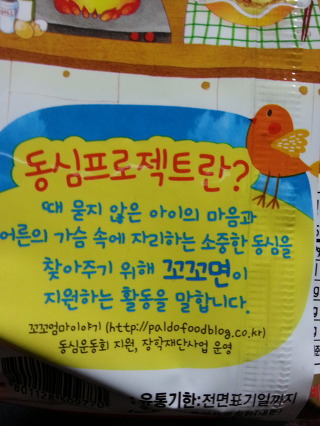 동심프로젝트란?
때 묻지 않은 아이의 마음과
어른의 가슴 속에 자리하는 소중한 동심을
찾아주기 위해 꼬꼬면이
지원하는 활동을 말합니다.
꼬꼬엄마이야기 (http://paldofoodblog.co.kr)
동심운동회 지원, 장학재단사업 운영
유통기한:전면표기일까지